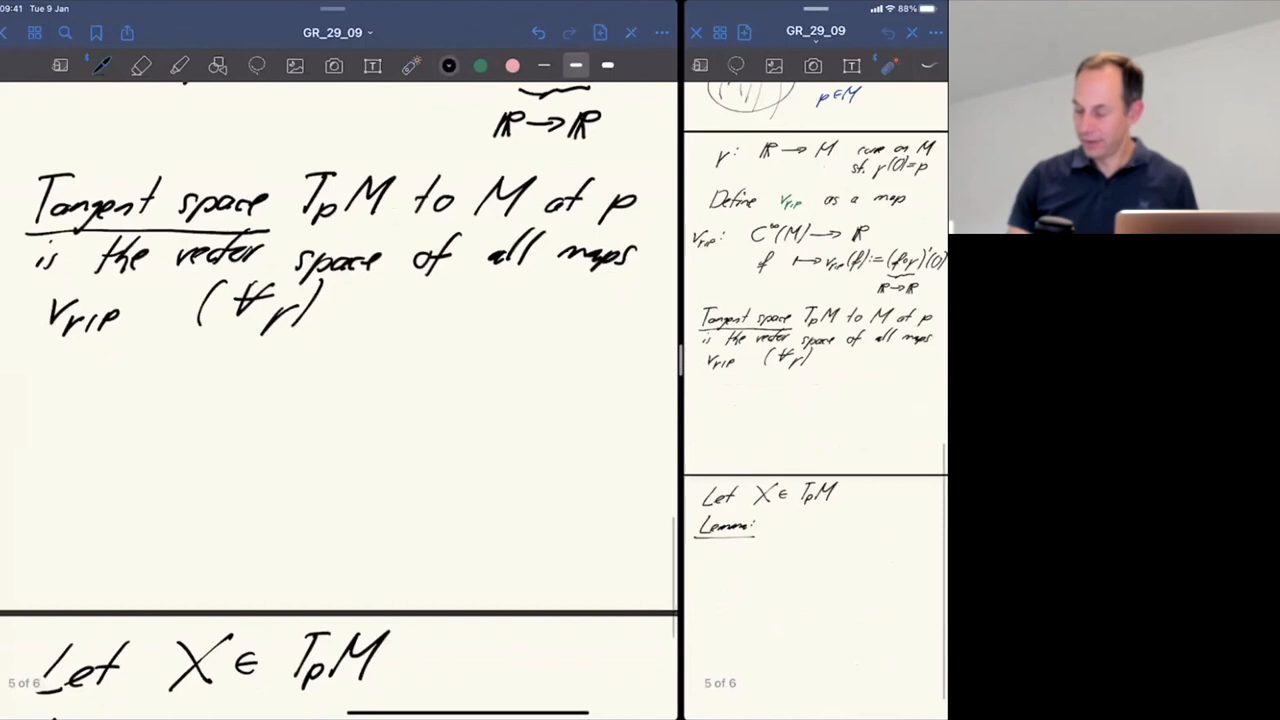 09:41 Tue 9 Jan
GR_29_09
ℝ → ℝ
Tangent space TpM to M at p
is the vector space of all maps
vγ,p (∀γ)
Let X ∈ TpM
5 of 6
88%
GR_29_09
p∈M
γ: ℝ → M curve on M
st. γ(0)=p
Define vγ,p as a map
vγ,p: C^∞(M) → ℝ
f ↦ vγ,p(f) := (f∘γ)'(0)
ℝ→ℝ
Tangent space TpM to M at p
is the vector space of all maps
vγ,p (∀γ)
Let X ∈ TpM
Lemma:
5 of 6